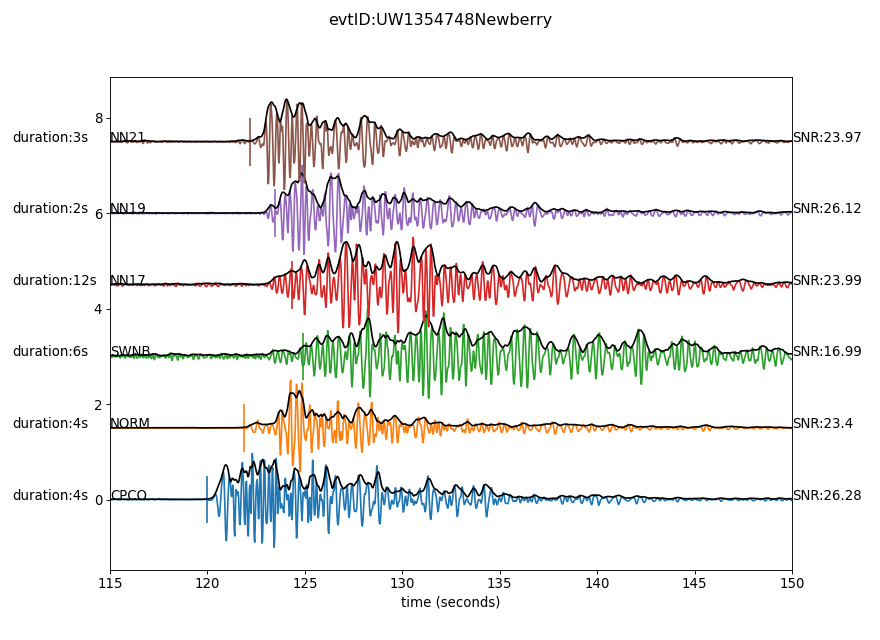 evtID:UW1354748Newberry
8
duration:3s NN21 SNR:23.97
duration:2s NN19 SNR:26.12
6
duration:12s NN17 SNR:23.99
4
duration:6s SWNB SNR:16.99
2
duration:4s NORM SNR:23.4
duration:4s CPCO SNR:26.28
0
115 120 125 130 135 140 145 150
time (seconds)